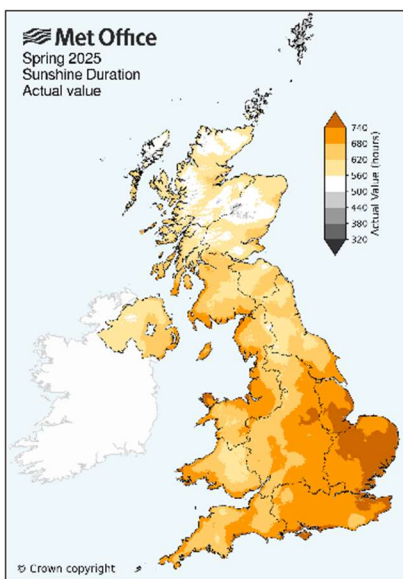 Met Office
Spring 2025
Sunshine Duration
Actual value
740
680
620
560
500
440
380
320
Actual Value (hours)
© Crown copyright